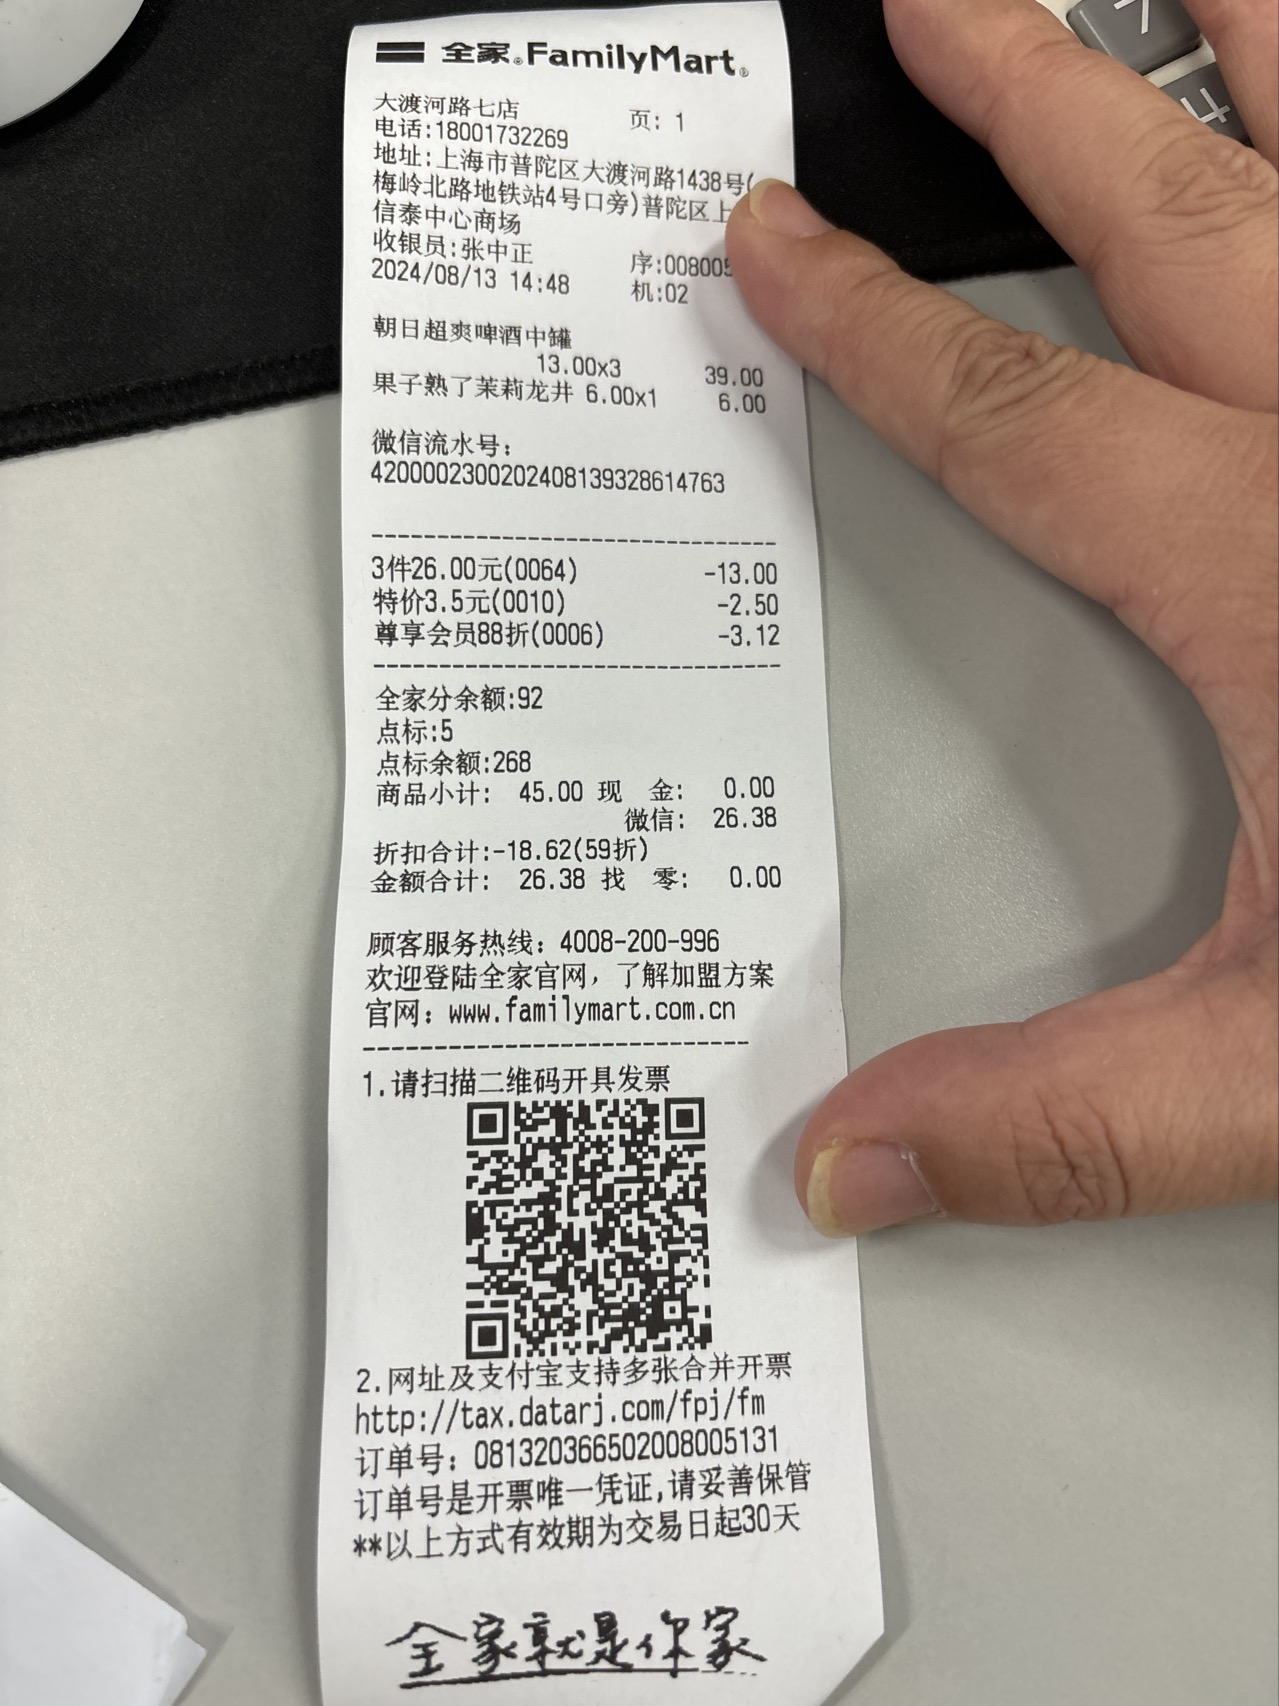 全家®FamilyMart®
大渡河路七店 页: 1
电话:18001732269
地址:上海市普陀区大渡河路1438号(
梅岭北路地铁站4号口旁)普陀区上
信泰中心商场
收银员:张中正 序:008005
2024/08/13 14:48 机:02
朝日超爽啤酒中罐
13.00x3 39.00
果子熟了茉莉龙井 6.00x1 6.00
微信流水号:
4200002300202408139328614763
3件26.00元(0064) -13.00
特价3.5元(0010) -2.50
尊享会员88折(0006) -3.12
全家分余额:92
点标:5
点标余额:268
商品小计: 45.00 现 金: 0.00
微信: 26.38
折扣合计:-18.62(59折)
金额合计: 26.38 找 零: 0.00
顾客服务热线: 4008-200-996
欢迎登陆全家官网,了解加盟方案
官网: www.familymart.com.cn
1.请扫描二维码开具发票
2.网址及支付宝支持多张合并开票
http://tax.datarj.com/fpj/fm
订单号: 0813203665020080051​31
订单号是开票唯一凭证,请妥善保管
**以上方式有效期为交易日起30天
全家就是你家
7
4